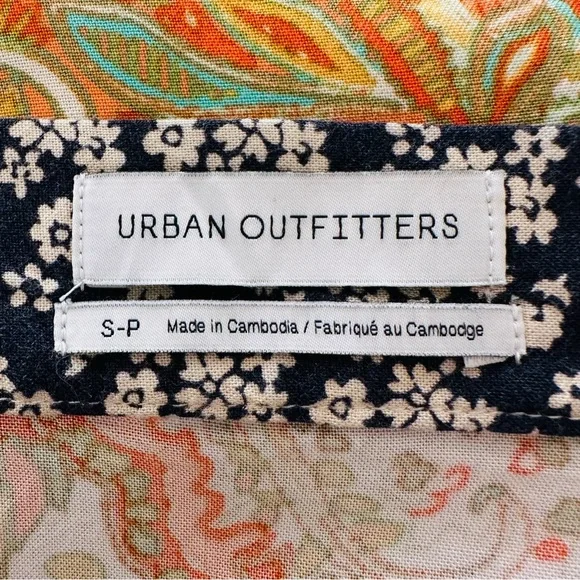 URBAN OUTFITTERS
S-P Made in Cambodia / Fabriqué au Cambodge